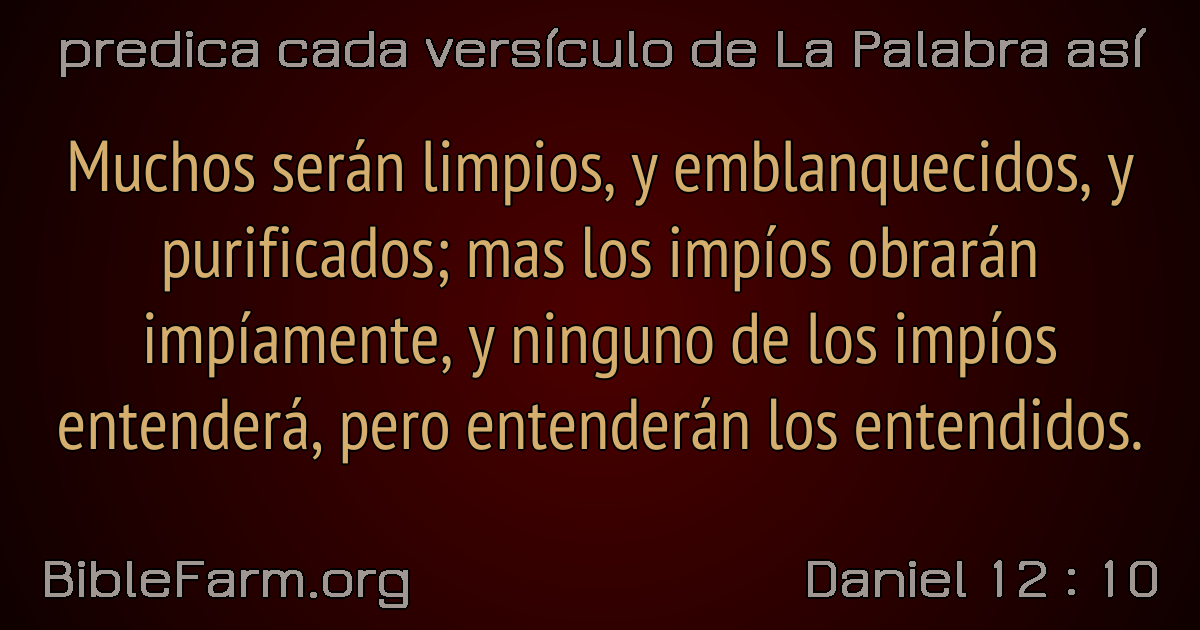 predica cada versículo de La Palabra así
Muchos serán limpios, y emblanquecidos, y
purificados; mas los impíos obrarán
impíamente, y ninguno de los impíos
entenderá, pero entenderán los entendidos.
BibleFarm.org
Daniel 12 : 10